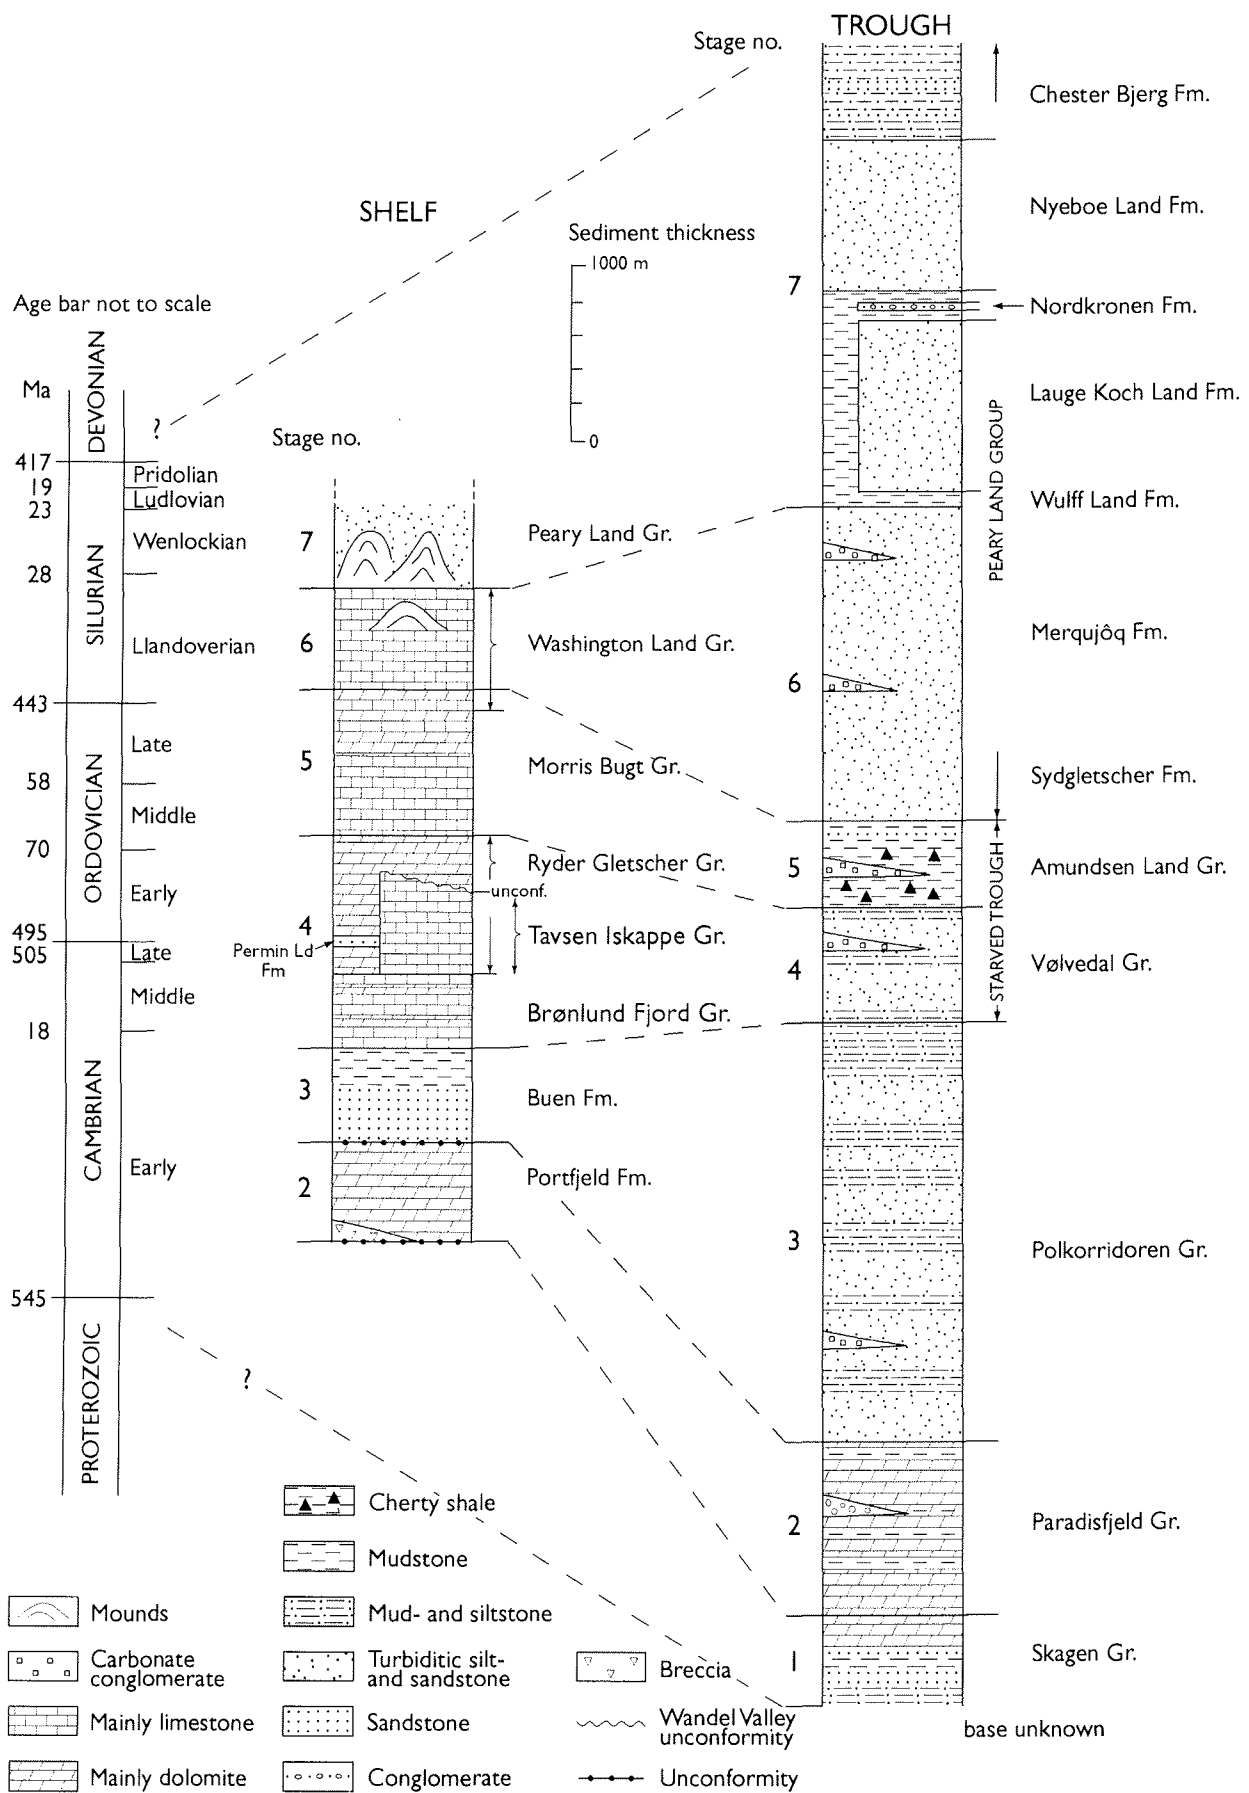 TROUGH
Stage no.
Chester Bjerg Fm.
Nyeboe Land Fm.
SHELF
Sediment thickness
1000 m
0
7
Nordkronen Fm.
Age bar not to scale
Lauge Koch Land Fm.
PEARY LAND GROUP
Wulff Land Fm.
Merqujôq Fm.
6
Sydgletscher Fm.
5
Amundsen Land Gr.
STARVED TROUGH
4
Vølvedal Gr.
3
Polkorridoren Gr.
2
Paradisfjeld Gr.
1
Skagen Gr.
base unknown
Ma
DEVONIAN
?
417
Pridolian
19
Ludlovian
23
Wenlockian
28
SILURIAN
Llandoverian
443
Late
58
ORDOVICIAN
Middle
70
Early
495
505
Late
Middle
18
CAMBRIAN
Early
545
PROTEROZOIC
?
Stage no.
7
Peary Land Gr.
6
Washington Land Gr.
5
Morris Bugt Gr.
Ryder Gletscher Gr.
unconf.
4
Tavsen Iskappe Gr.
Permin Ld
Fm
Brønlund Fjord Gr.
3
Buen Fm.
2
Portfjeld Fm.
Cherty shale
Mudstone
Mounds
Mud- and siltstone
Carbonate
conglomerate
Turbiditic silt-
and sandstone
Breccia
Mainly limestone
Sandstone
Wandel Valley
unconformity
Mainly dolomite
Conglomerate
Unconformity